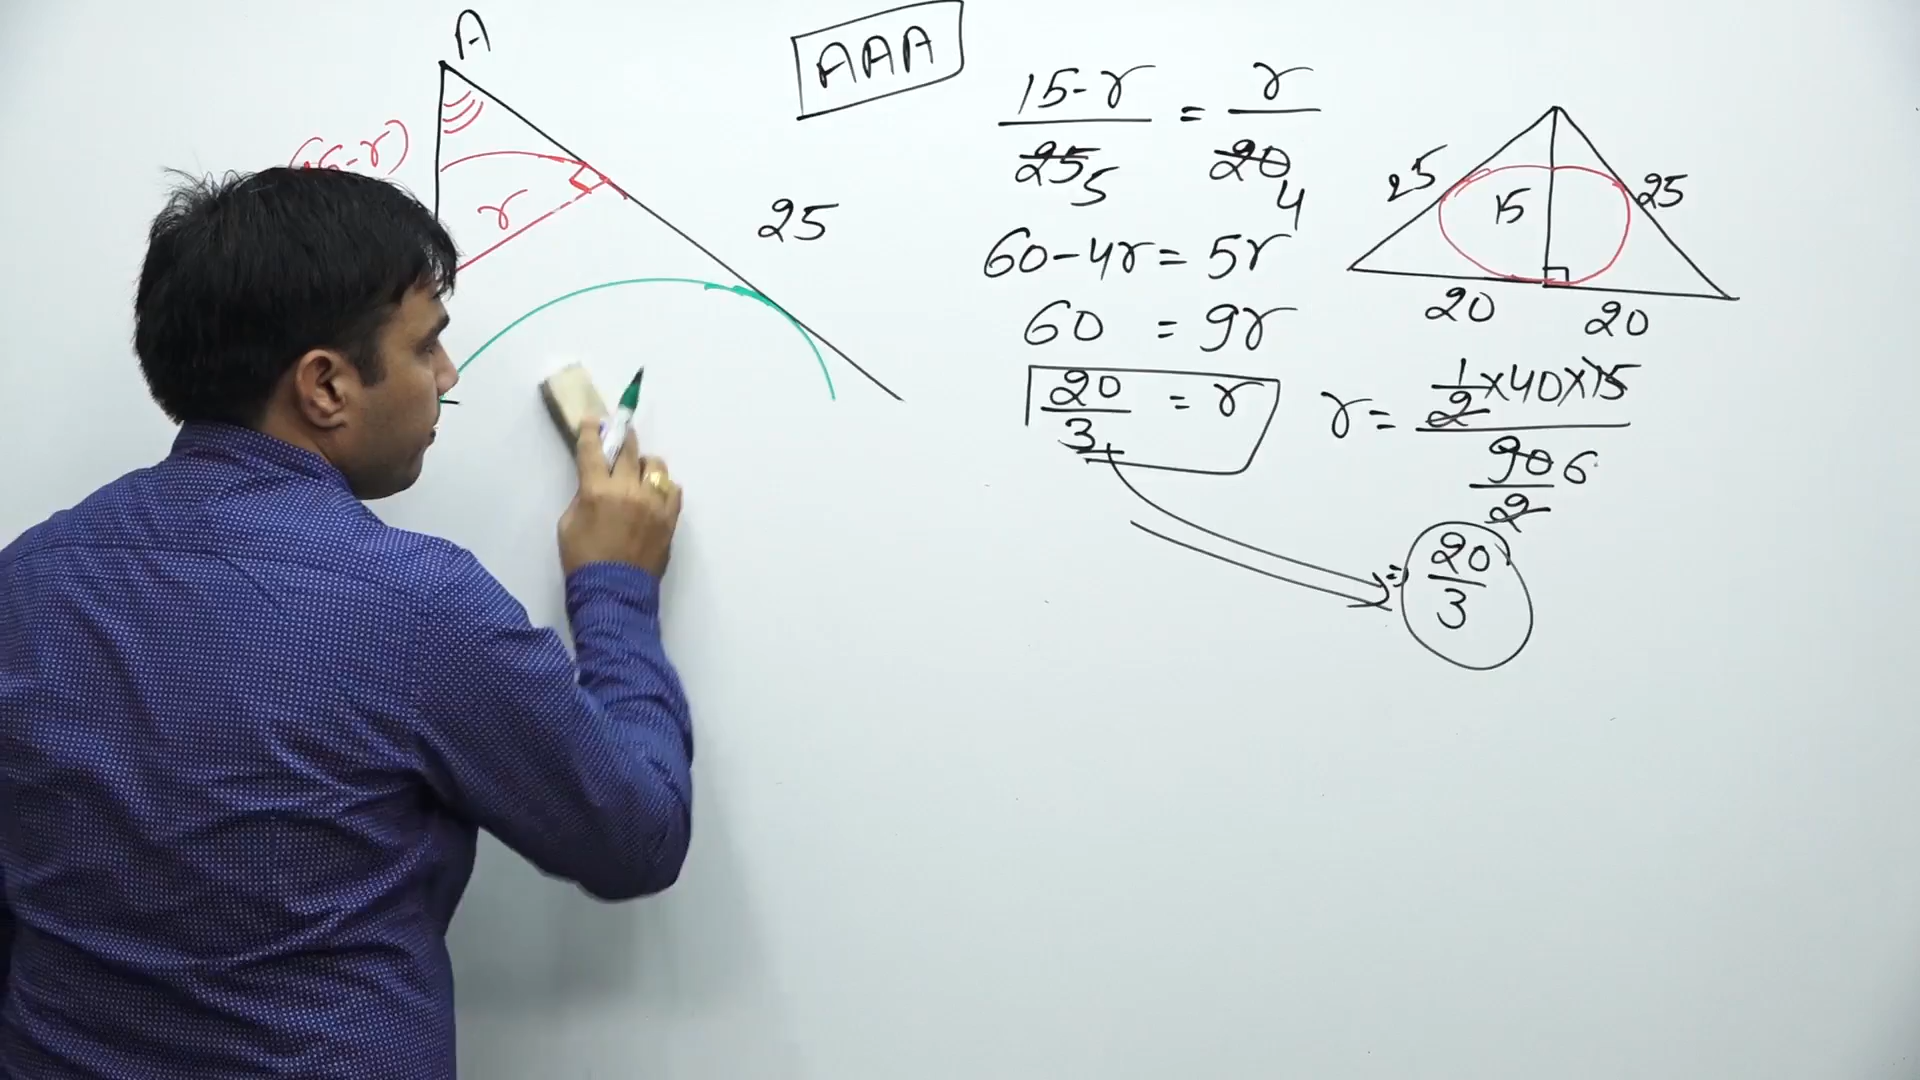 A
r
25
AAA
15-r/25 5 = r/20 4
60-4r = 5r
60 = 9r
20/3 = r
25
15
25
20
20
r = 1/2×40×15 / 90/2 6
= 20/3